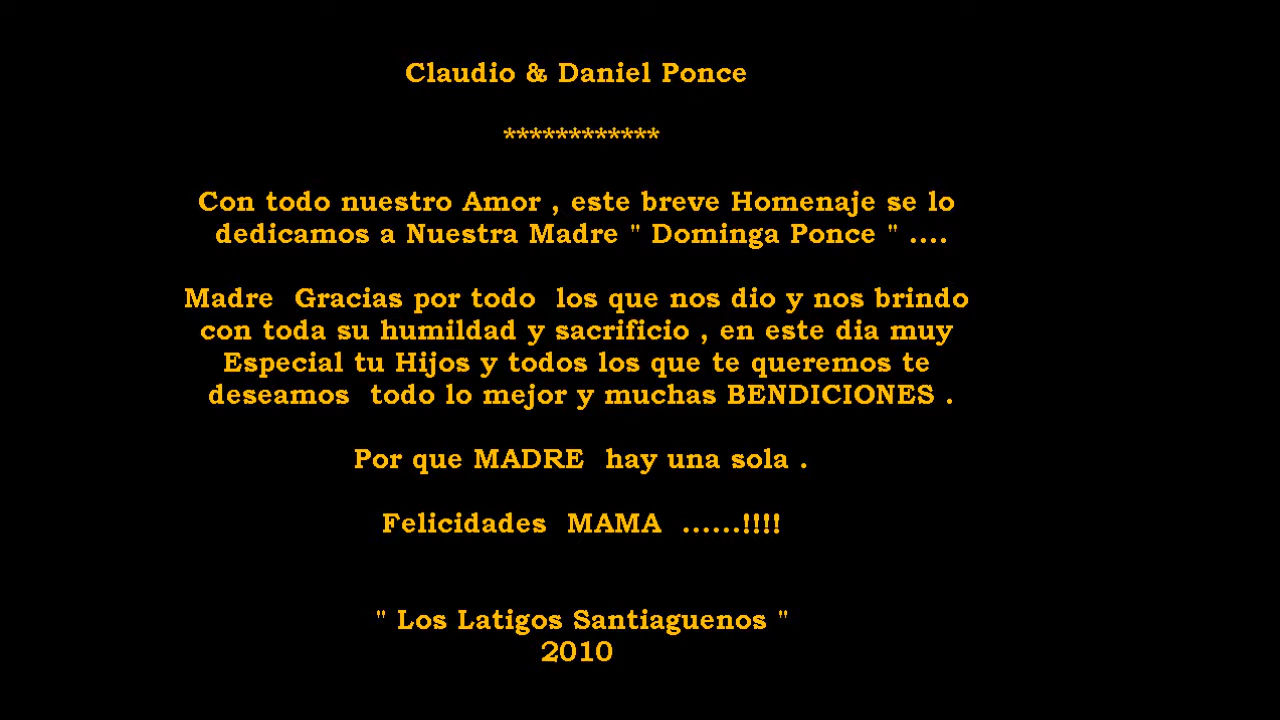 Claudio & Daniel Ponce
************
Con todo nuestro Amor , este breve Homenaje se lo
dedicamos a Nuestra Madre " Dominga Ponce " ....
Madre  Gracias por todo  los que nos dio y nos brindo
con toda su humildad y sacrificio , en este dia muy
Especial tu Hijos y todos los que te queremos te
deseamos  todo lo mejor y muchas BENDICIONES .
Por que MADRE  hay una sola .
Felicidades  MAMA  ......!!!!
" Los Latigos Santiaguenos "
2010